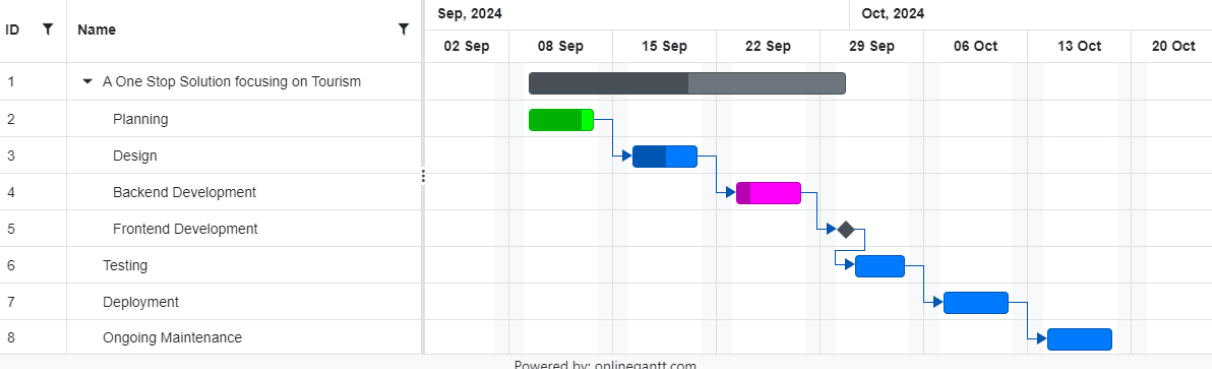 Sep, 2024 Oct, 2024
ID Name 02 Sep 08 Sep 15 Sep 22 Sep 29 Sep 06 Oct 13 Oct 20 Oct
1 A One Stop Solution focusing on Tourism
2 Planning
3 Design
4 Backend Development
5 Frontend Development
6 Testing
7 Deployment
8 Ongoing Maintenance
Powered by: onlinegantt.com